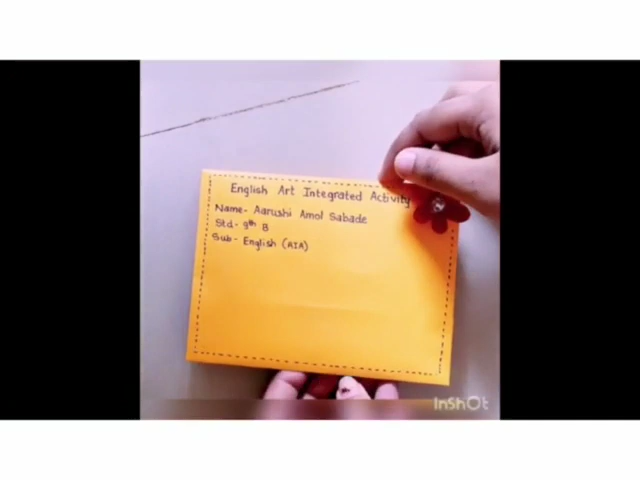 English Art Integrated Activity
Name- Aarushi Amol Sabade
Std- 9th B
Sub- English (AIA)
InShOt